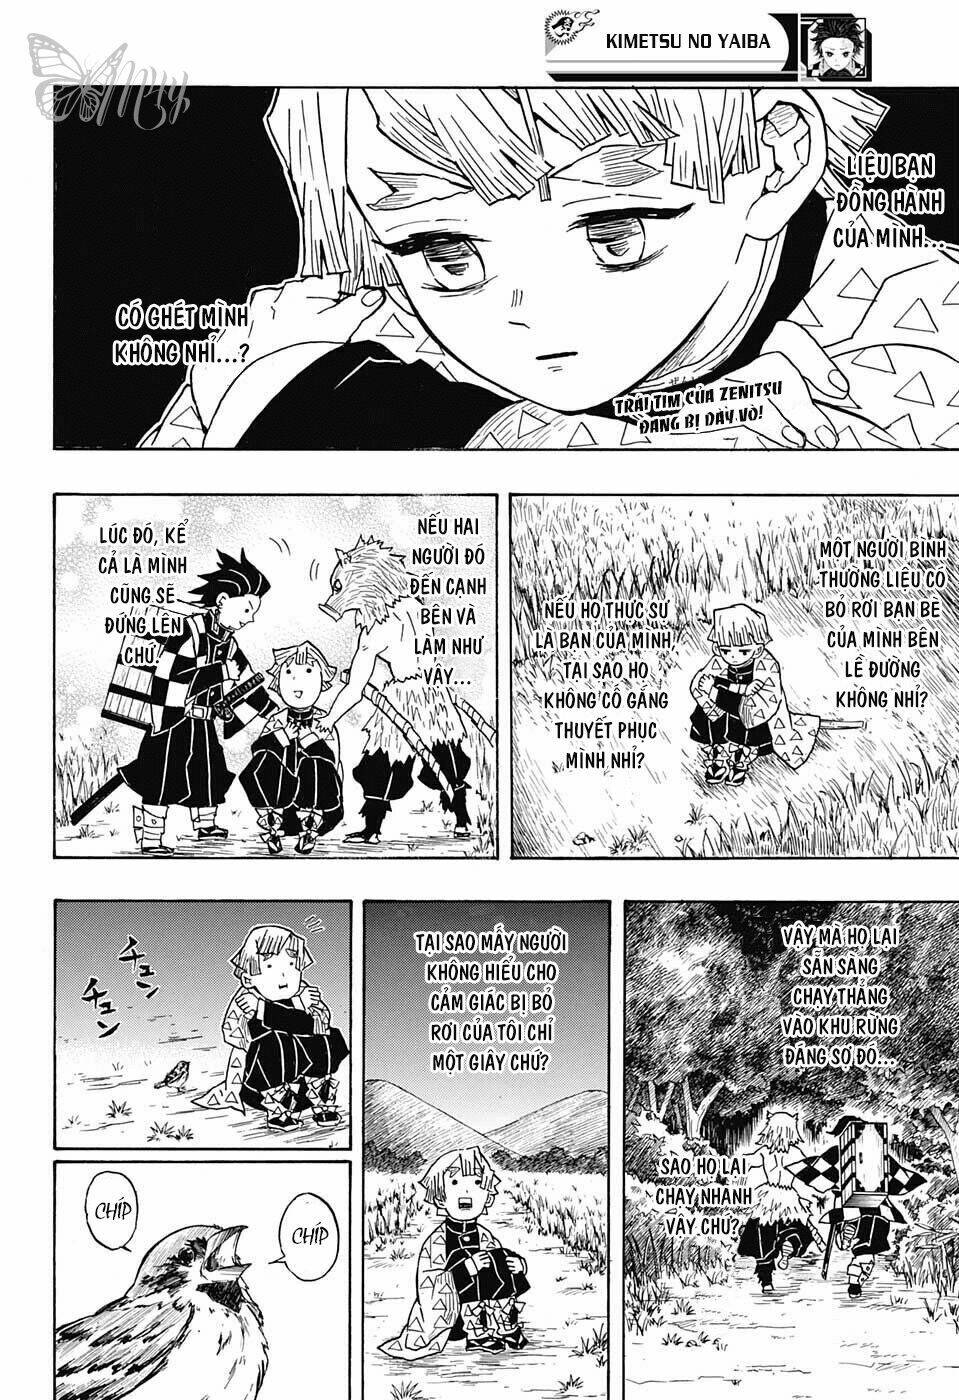 Muy
KIMETSU NO YAIBA
LIỆU BẠN
ĐỒNG HÀNH
CỦA MÌNH...
CÓ GHÉT MÌNH
KHÔNG NHỈ...?
TRÁI TIM CỦA ZENITSU
ĐANG BỊ DÀY VÒ!
MỘT NGƯỜI BÌNH
THƯỜNG LIỆU CÓ
BỎ RƠI BẠN BÈ
CỦA MÌNH BÊN
LỀ ĐƯỜNG
KHÔNG NHỈ?
NẾU HỌ THỰC SỰ
LÀ BẠN CỦA MÌNH,
TẠI SAO HỌ
KHÔNG CỐ GẮNG
THUYẾT PHỤC
MÌNH NHỈ?
NẾU HAI
NGƯỜI ĐÓ
ĐẾN CẠNH
BÊN VÀ
LÀM NHƯ
VẬY...
LÚC ĐÓ, KỂ
CẢ LÀ MÌNH
CŨNG SẼ
ĐỨNG LÊN
CHỨ.
VẬY MÀ HỌ LẠI
SẴN SÀNG
CHẠY THẲNG
VÀO KHU RỪNG
ĐÁNG SỢ ĐÓ...
SAO HỌ LẠI
CHẠY NHANH
VẬY CHỨ?
TẠI SAO MẤY NGƯỜI
KHÔNG HIỂU CHO
CẢM GIÁC BỊ BỎ
RƠI CỦA TÔI CHỈ
MỘT GIÂY CHỨ?
チュン
チュン
CHÍP
CHÍP